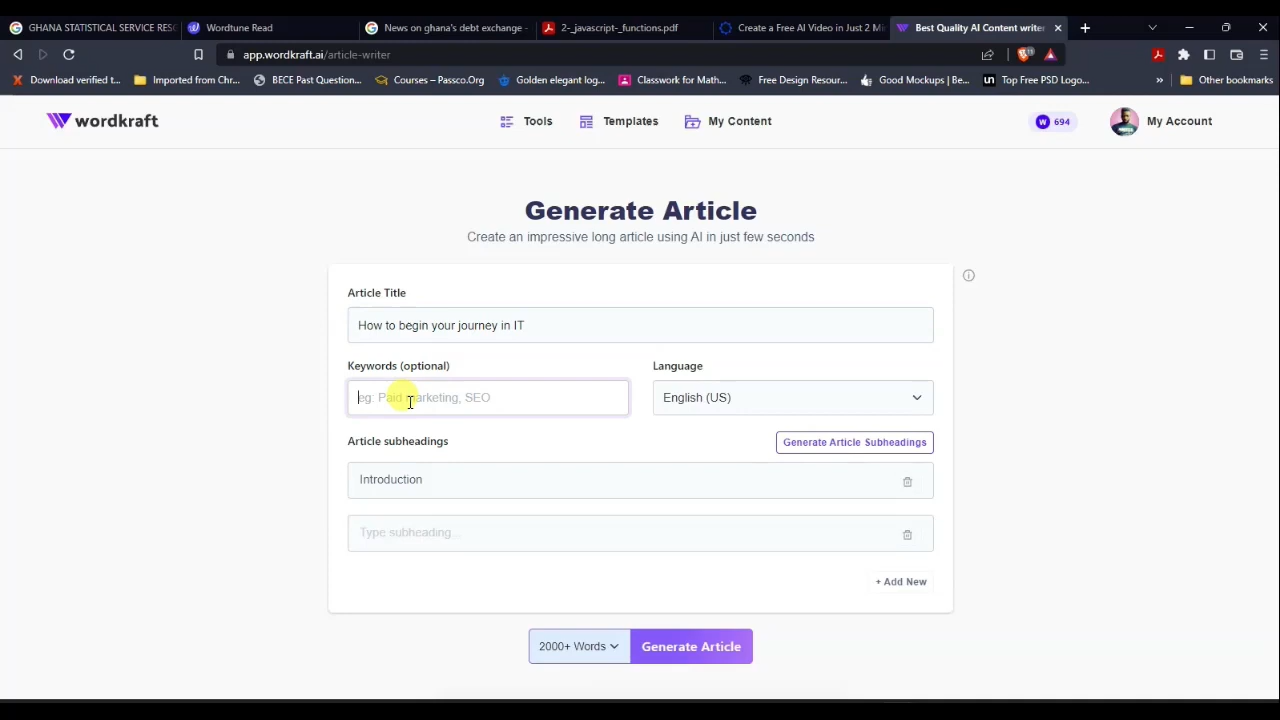 GHANA STATISTICAL SERVICE RESC
Wordtune Read
News on ghana's debt exchange -
2-_javascript-_functions.pdf
Create a Free AI Video in Just 2 Mi
Best Quality AI Content writer
app.wordkraft.ai/article-writer
Download verified t...
Imported from Chr...
BECE Past Question...
Courses – Passco.Org
Golden elegant log...
Classwork for Math...
Free Design Resour...
Good Mockups | Be...
Top Free PSD Logo...
»
Other bookmarks
wordkraft
Tools
Templates
My Content
W 694
My Account
Generate Article
Create an impressive long article using AI in just few seconds
Article Title
How to begin your journey in IT
Keywords (optional)
Language
eg: Paid marketing, SEO
English (US)
Article subheadings
Generate Article Subheadings
Introduction
Type subheading...
+ Add New
2000+ Words
Generate Article